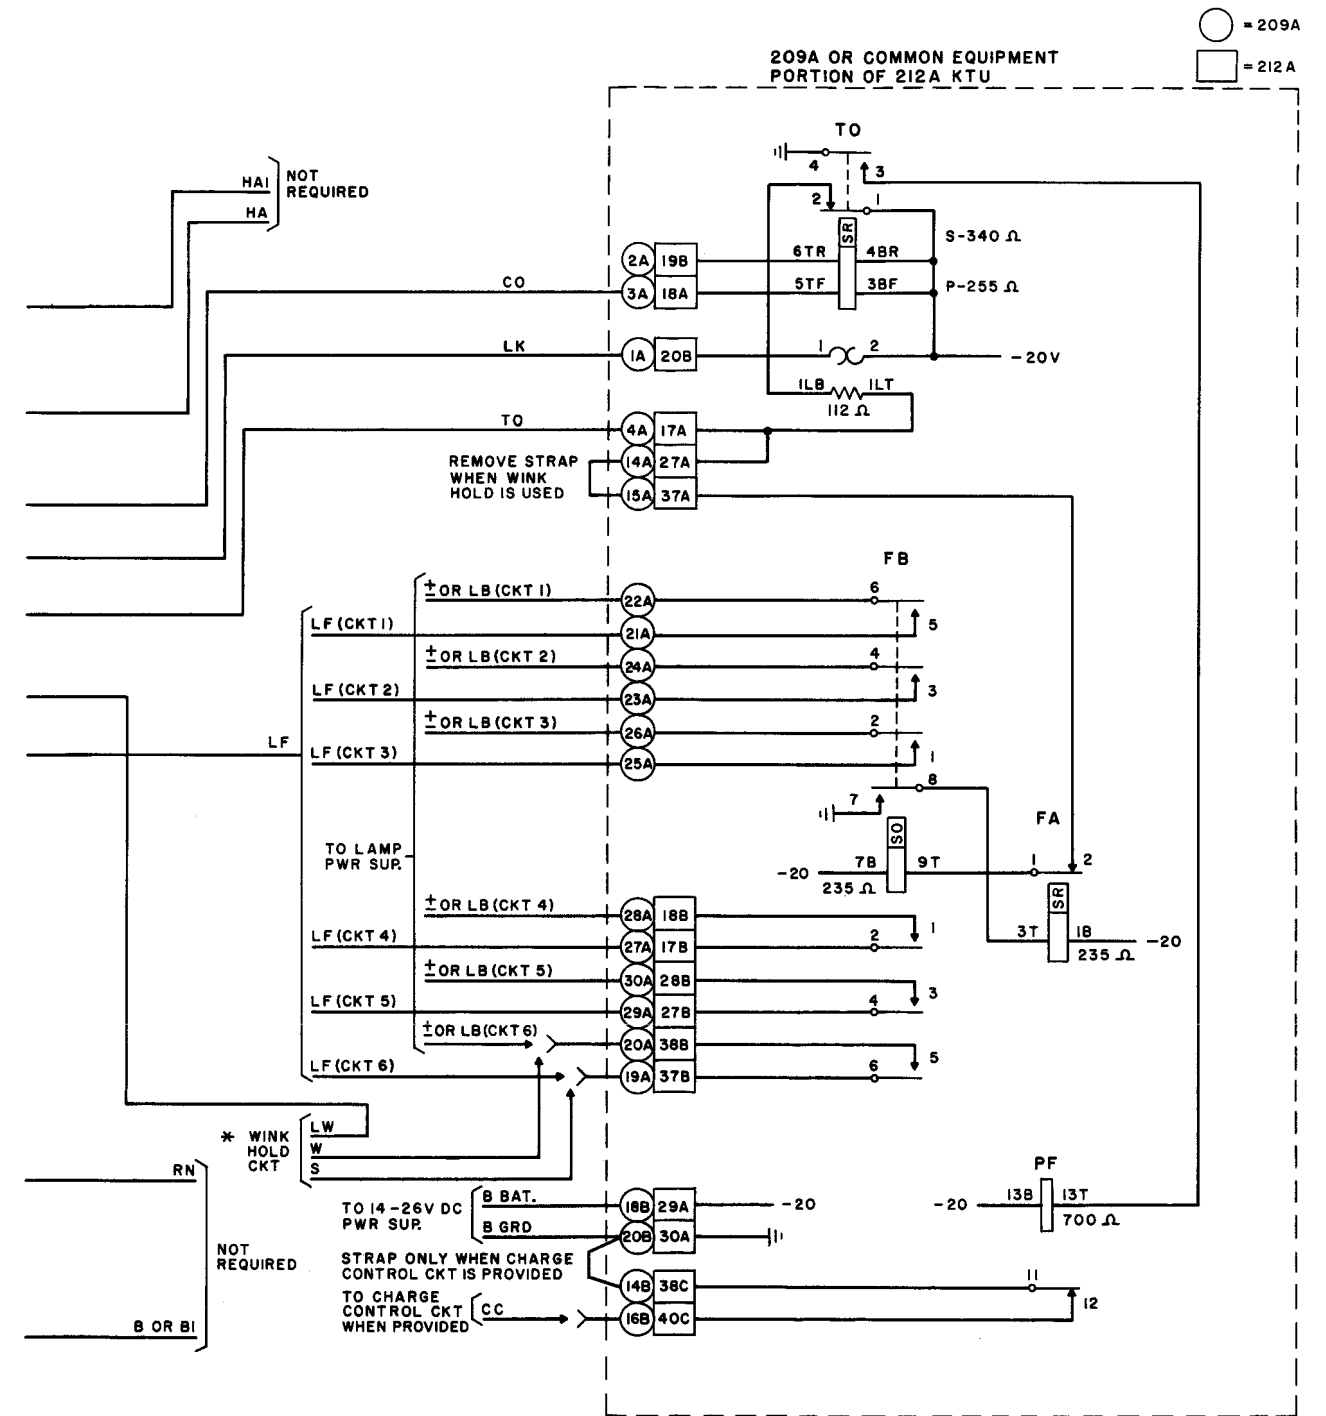 = 209A
= 212A
209A OR COMMON EQUIPMENT
PORTION OF 212A KTU
TO
4
3
HA1
HA
NOT
REQUIRED
2
1
SR
S-340 Ω
2A 19B 6TR 4BR
CO
3A 18A 5TF 3BF P-255 Ω
LK
1A 20B 1 2 -20V
1LB 1LT
112 Ω
TO
4A 17A
REMOVE STRAP
WHEN WINK
HOLD IS USED
14A 27A
15A 37A
FB
± OR LB (CKT 1) 22A 6
LF (CKT 1) 21A 5
± OR LB (CKT 2) 24A 4
LF (CKT 2) 23A 3
± OR LB (CKT 3) 26A 2
LF
LF (CKT 3) 25A 1
8
7
SO
FA
TO LAMP
PWR SUP.
-20 7B 9T 1 2
235 Ω
SR
± OR LB (CKT 4) 28A 18B 1
LF (CKT 4) 27A 17B 2
3T 1B -20
235 Ω
± OR LB (CKT 5) 30A 28B 3
LF (CKT 5) 29A 27B 4
± OR LB (CKT 6) 20A 38B 5
LF (CKT 6) 19A 37B 6
* WINK
HOLD
CKT
LW
W
S
RN
NOT
REQUIRED
B OR B1
TO 14-26V DC
PWR SUP.
B BAT. 18B 29A -20
B GRD 20B 30A
PF
-20 13B 13T
700 Ω
STRAP ONLY WHEN CHARGE
CONTROL CKT IS PROVIDED
14B 38C 11
12
TO CHARGE
CONTROL CKT
WHEN PROVIDED
CC 16B 40C